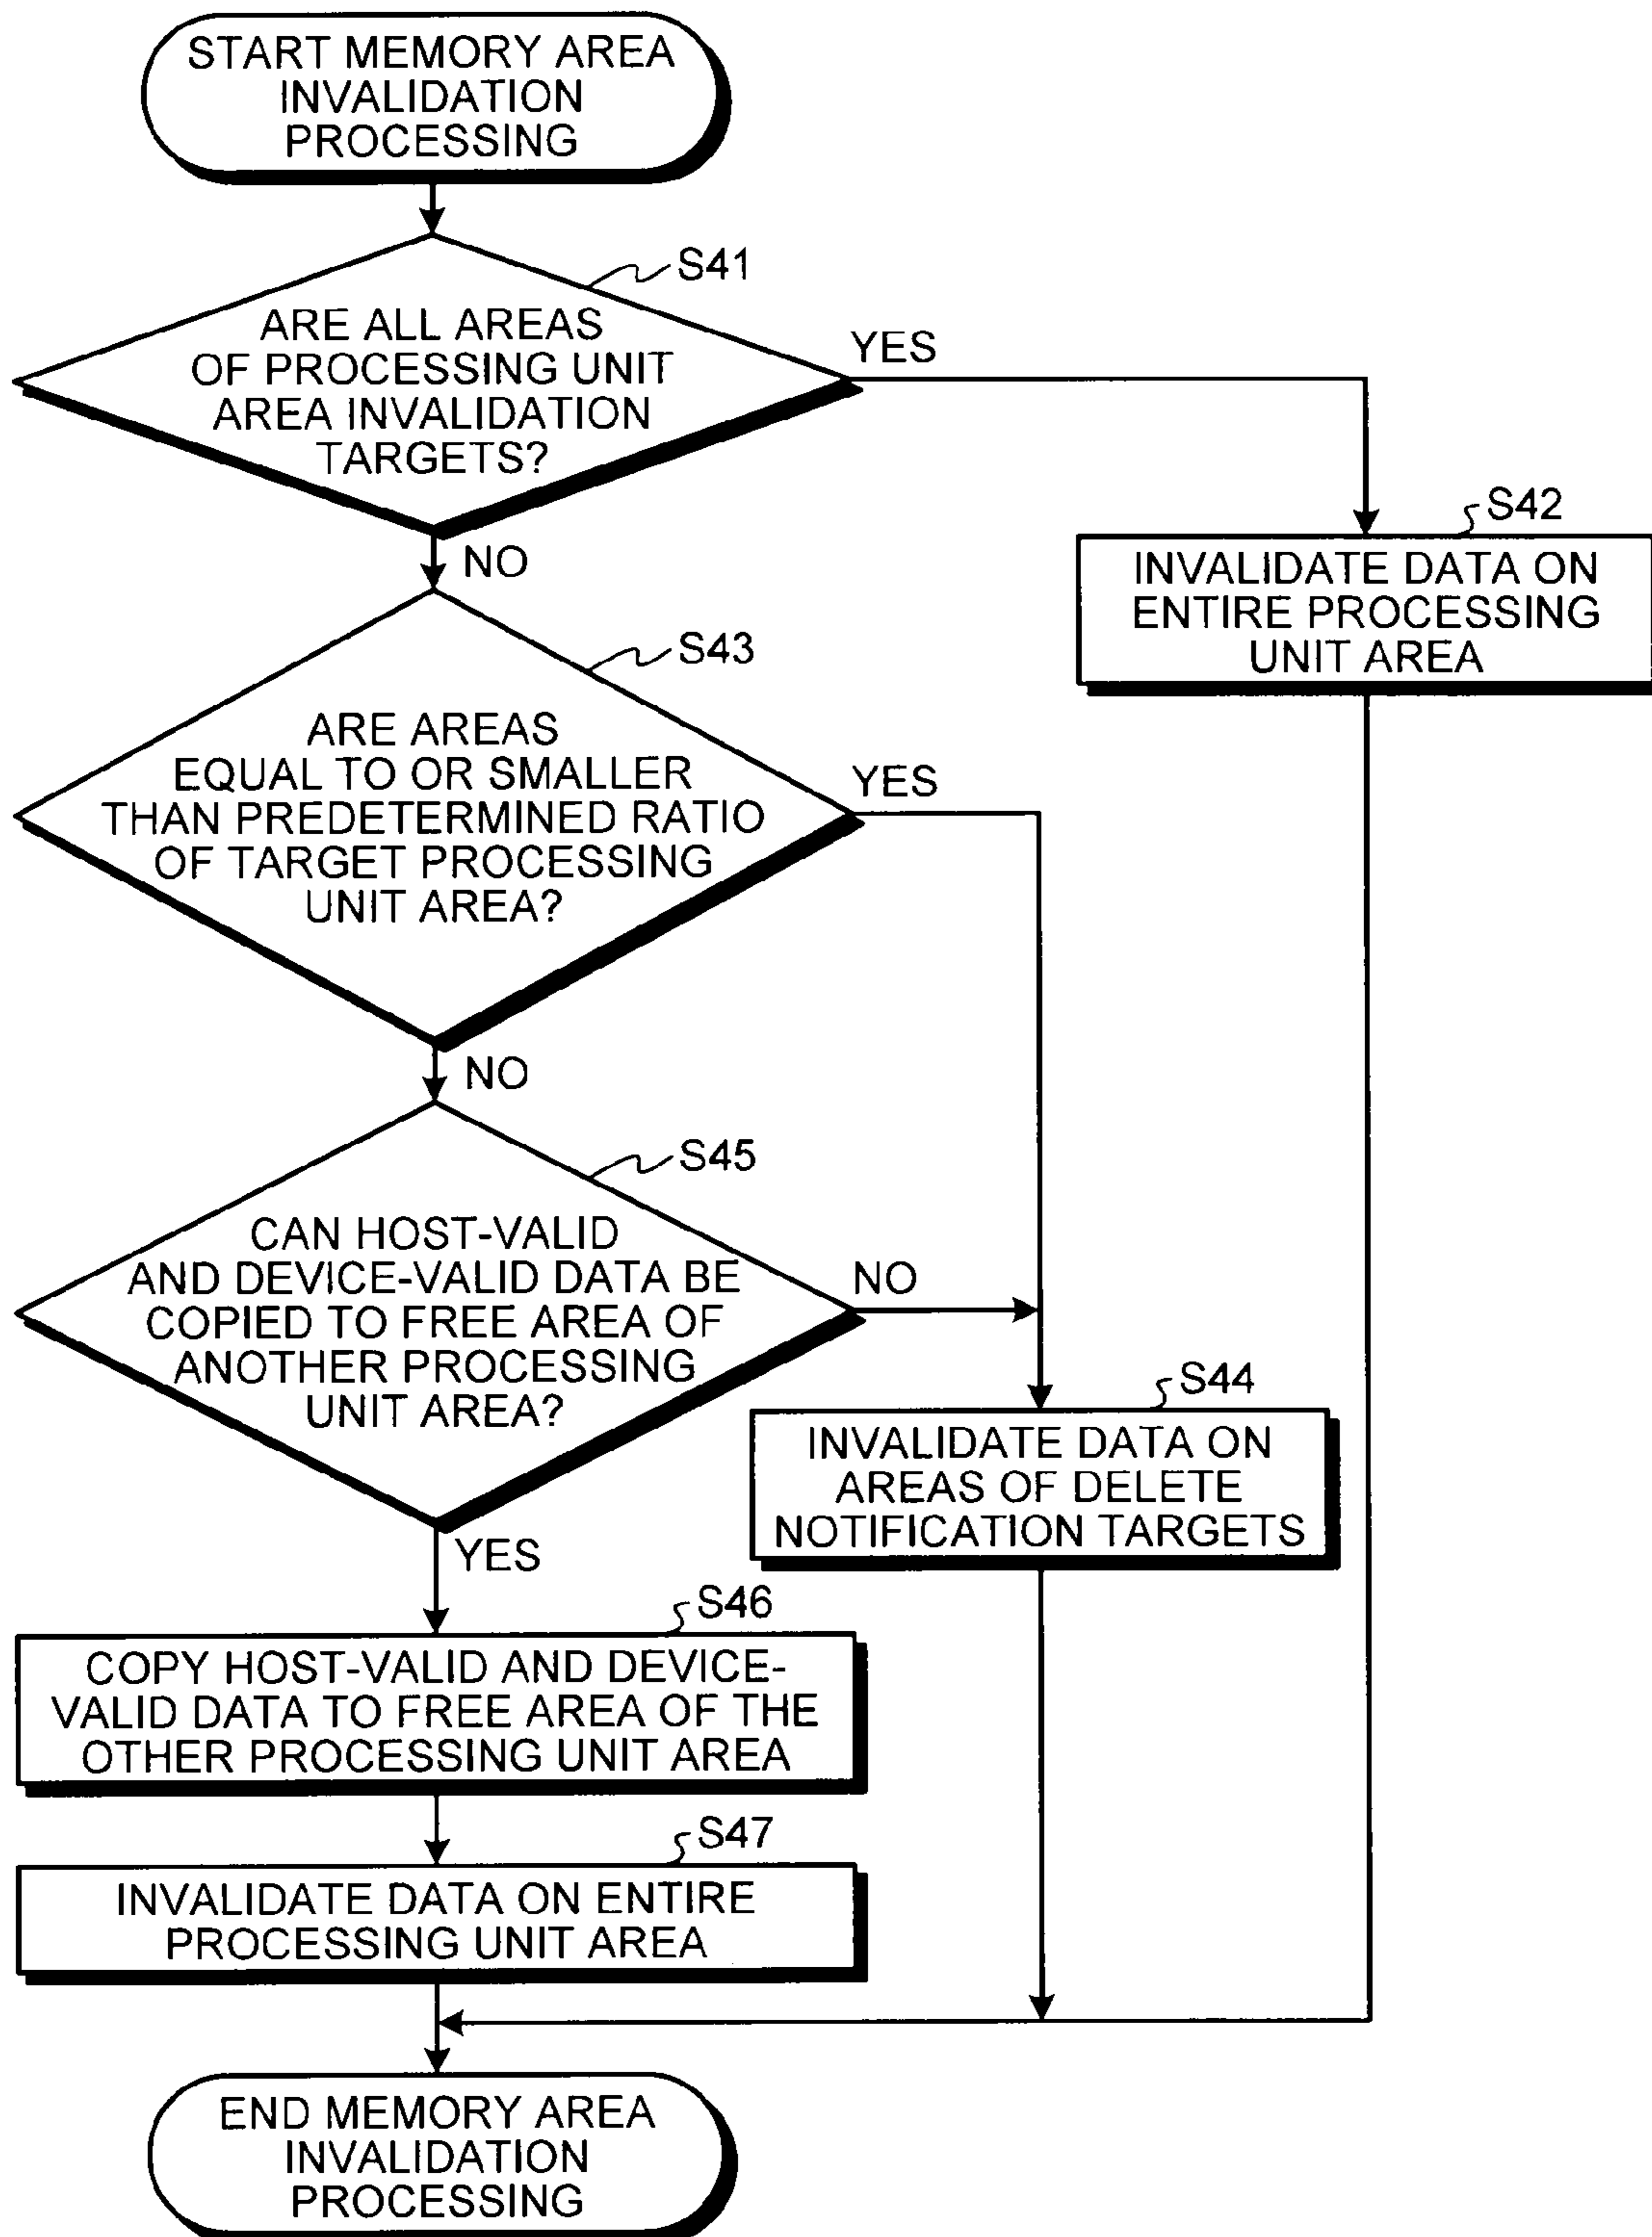 START MEMORY AREA
INVALIDATION
PROCESSING
S41
ARE ALL AREAS
OF PROCESSING UNIT
AREA INVALIDATION
TARGETS?
YES
NO
S42
INVALIDATE DATA ON
ENTIRE PROCESSING
UNIT AREA
S43
ARE AREAS
EQUAL TO OR SMALLER
THAN PREDETERMINED RATIO
OF TARGET PROCESSING
UNIT AREA?
YES
NO
S45
CAN HOST-VALID
AND DEVICE-VALID DATA BE
COPIED TO FREE AREA OF
ANOTHER PROCESSING
UNIT AREA?
NO
YES
S44
INVALIDATE DATA ON
AREAS OF DELETE
NOTIFICATION TARGETS
S46
COPY HOST-VALID AND DEVICE-
VALID DATA TO FREE AREA OF THE
OTHER PROCESSING UNIT AREA
S47
INVALIDATE DATA ON ENTIRE
PROCESSING UNIT AREA
END MEMORY AREA
INVALIDATION
PROCESSING